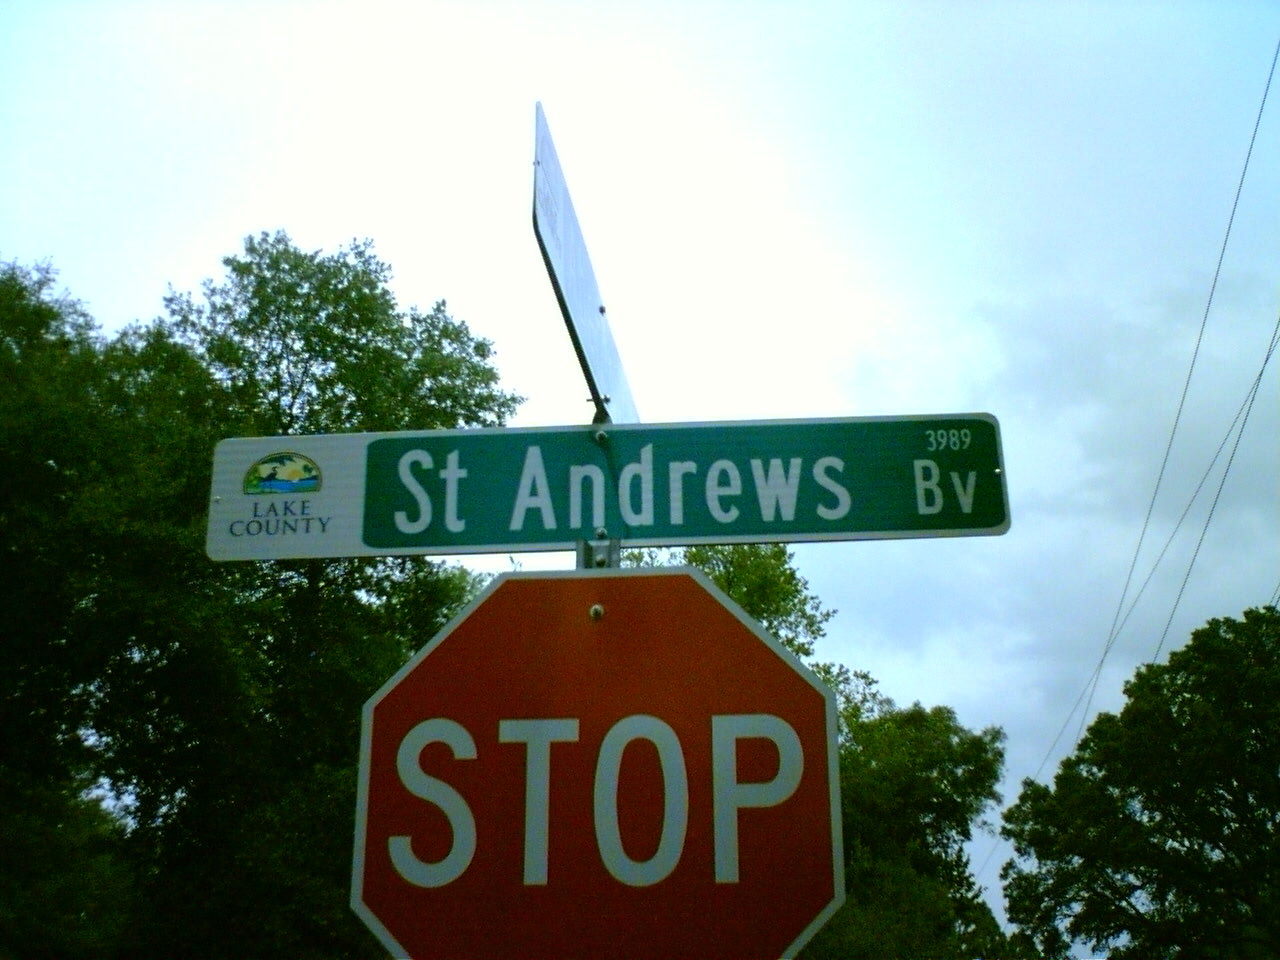 LAKE
COUNTY
St Andrews
3989
Bv
STOP